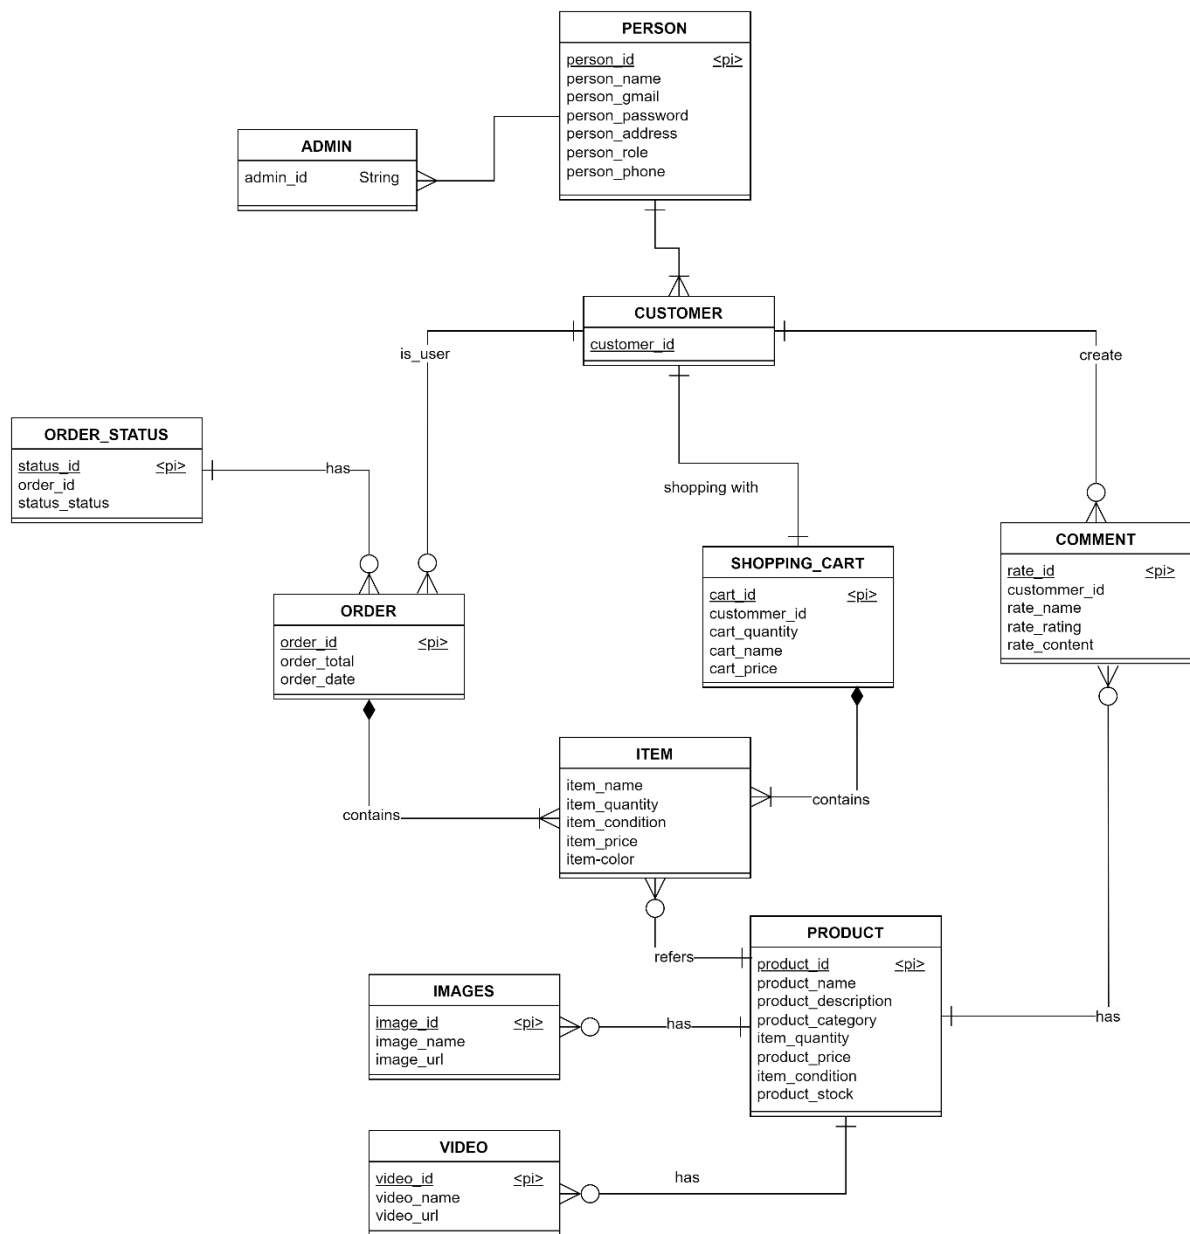 PERSON
person_id <pi>
person_name
person_gmail
person_password
person_address
person_role
person_phone
ADMIN
admin_id String
CUSTOMER
customer_id
is_user
create
ORDER_STATUS
status_id <pi>
order_id
status_status
has
shopping with
ORDER
order_id <pi>
order_total
order_date
SHOPPING_CART
cart_id <pi>
custommer_id
cart_quantity
cart_name
cart_price
COMMENT
rate_id <pi>
custommer_id
rate_name
rate_rating
rate_content
ITEM
item_name
item_quantity
item_condition
item_price
item-color
contains
contains
refers
PRODUCT
product_id <pi>
product_name
product_description
product_category
item_quantity
product_price
item_condition
product_stock
has
IMAGES
image_id <pi>
image_name
image_url
has
VIDEO
video_id <pi>
video_name
video_url
has